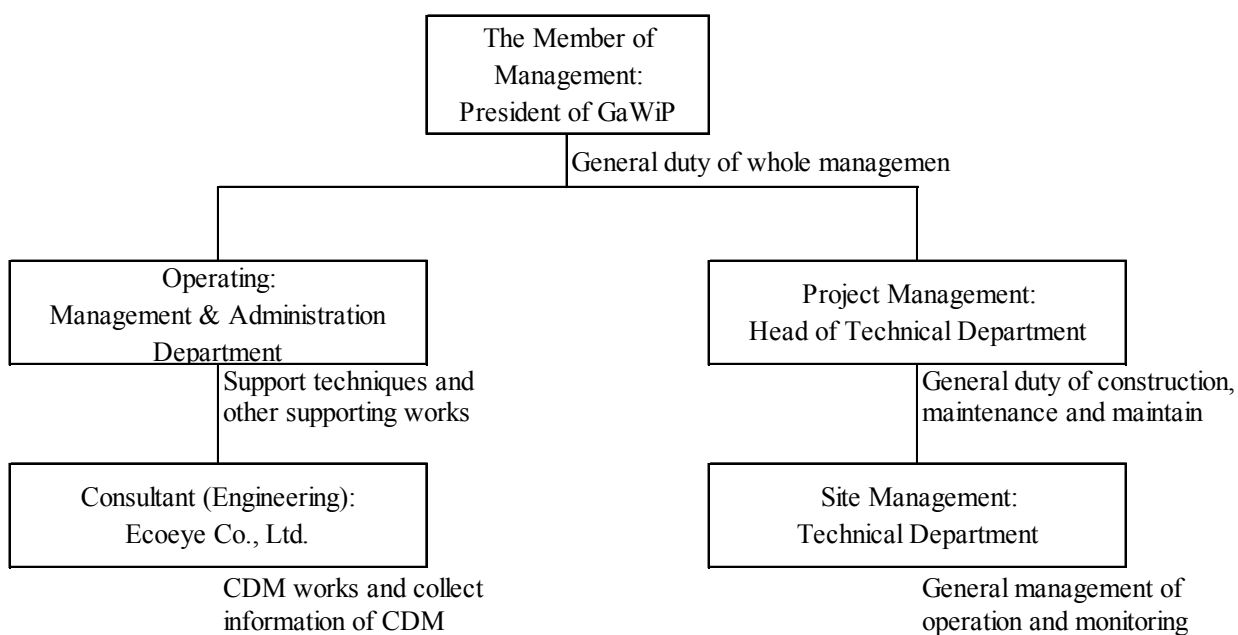 The Member of
Management:
President of GaWiP
General duty of whole managemen
Operating:
Management & Administration
Department
Support techniques and
other supporting works
Consultant (Engineering):
Ecoeye Co., Ltd.
CDM works and collect
information of CDM
Project Management:
Head of Technical Department
General duty of construction,
maintenance and maintain
Site Management:
Technical Department
General management of
operation and monitoring